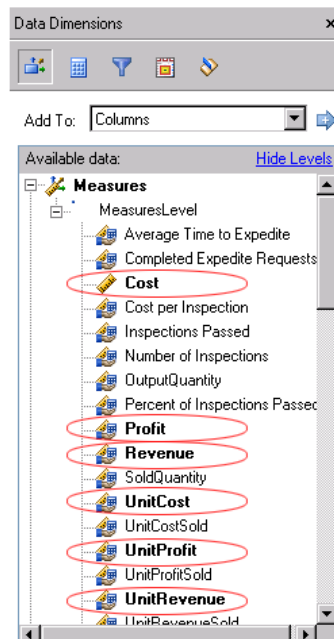 Data Dimensions
Add To: Columns
Available data: Hide Levels
Measures
MeasuresLevel
Average Time to Expedite
Completed Expedite Requests
Cost
Cost per Inspection
Inspections Passed
Number of Inspections
OutputQuantity
Percent of Inspections Passed
Profit
Revenue
SoldQuantity
UnitCost
UnitCostSold
UnitProfit
UnitProfitSold
UnitRevenue
UnitRevenueSold